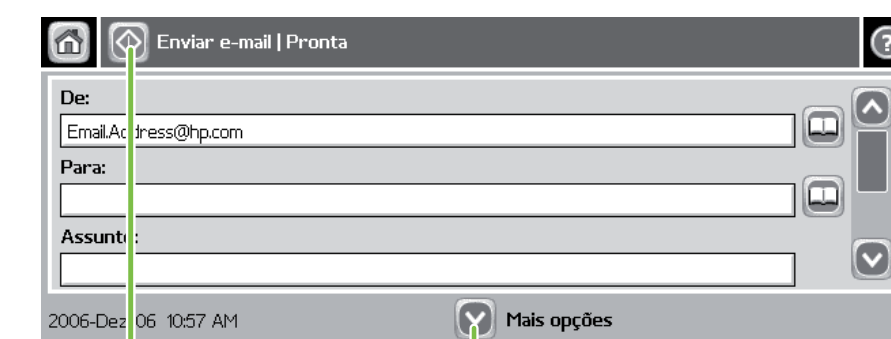 Enviar e-mail | Pronta
De:
Email.Address@hp.com
Para:
Assunto:
2006-Dez-06 10:57 AM
Mais opções